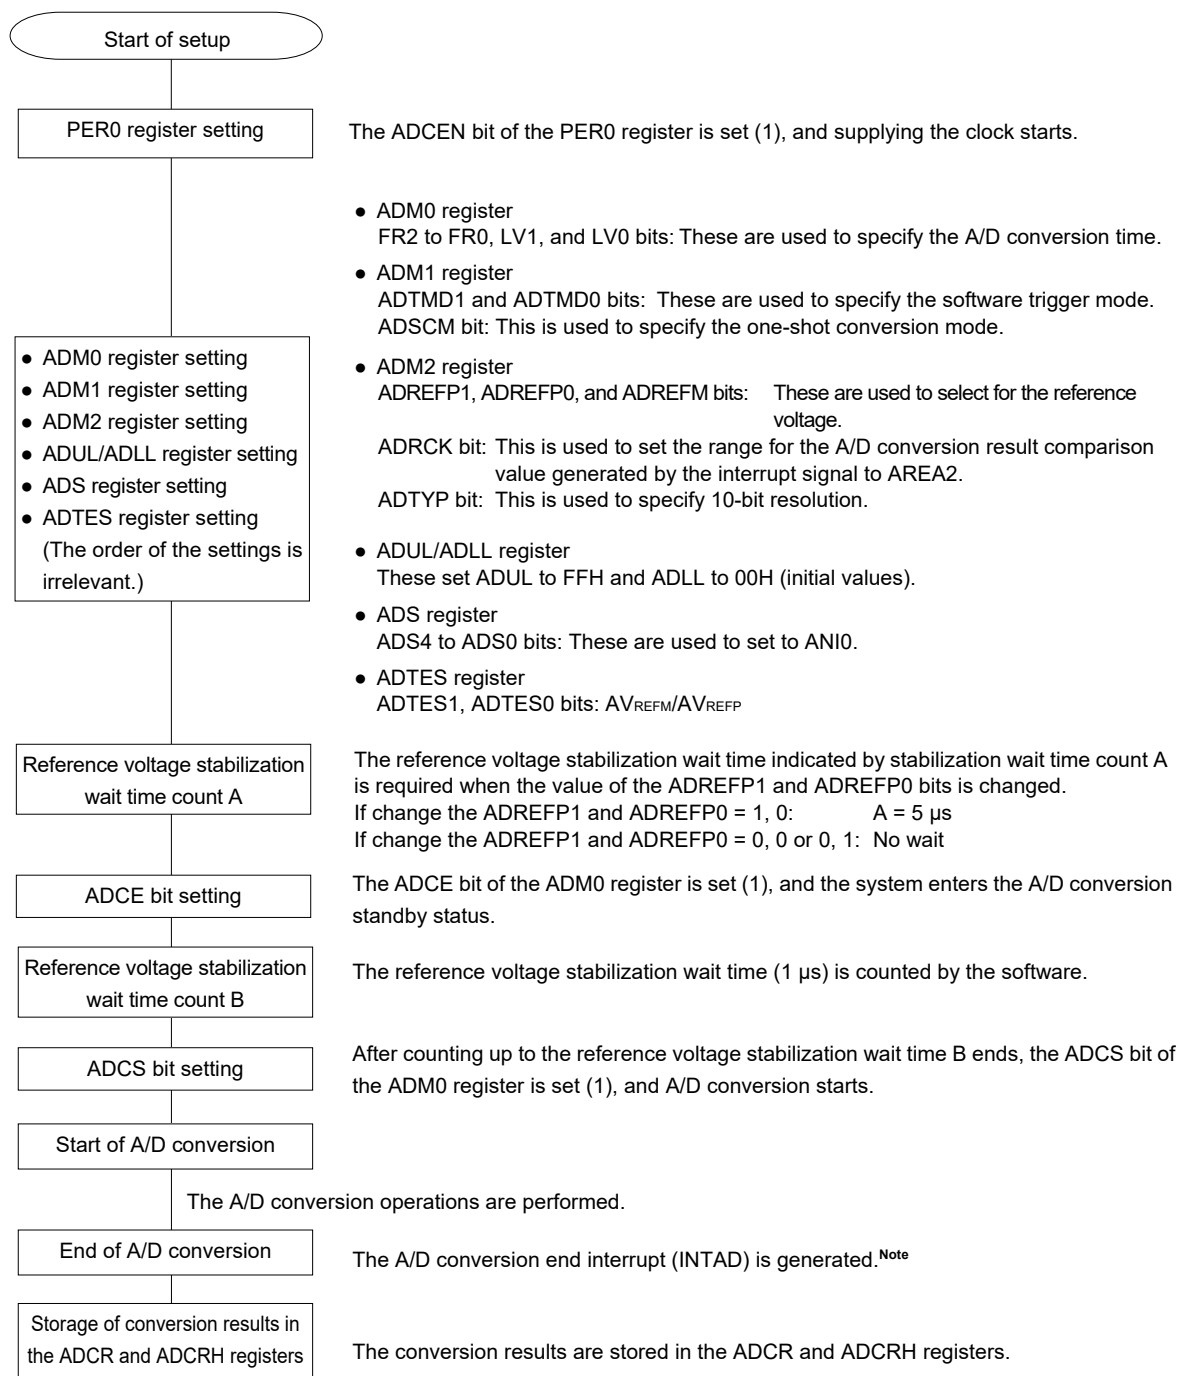 Start of setup
PER0 register setting
The ADCEN bit of the PER0 register is set (1), and supplying the clock starts.
● ADM0 register
FR2 to FR0, LV1, and LV0 bits: These are used to specify the A/D conversion time.
● ADM1 register
ADTMD1 and ADTMD0 bits: These are used to specify the software trigger mode.
ADSCM bit: This is used to specify the one-shot conversion mode.
● ADM2 register
ADREFP1, ADREFP0, and ADREFM bits: These are used to select for the reference
voltage.
ADRCK bit: This is used to set the range for the A/D conversion result comparison
value generated by the interrupt signal to AREA2.
ADTYP bit: This is used to specify 10-bit resolution.
● ADUL/ADLL register
These set ADUL to FFH and ADLL to 00H (initial values).
● ADS register
ADS4 to ADS0 bits: These are used to set to ANI0.
● ADTES register
ADTES1, ADTES0 bits: AVREFM/AVREFP
● ADM0 register setting
● ADM1 register setting
● ADM2 register setting
● ADUL/ADLL register setting
● ADS register setting
● ADTES register setting
(The order of the settings is
irrelevant.)
Reference voltage stabilization
wait time count A
The reference voltage stabilization wait time indicated by stabilization wait time count A
is required when the value of the ADREFP1 and ADREFP0 bits is changed.
If change the ADREFP1 and ADREFP0 = 1, 0: A = 5 µs
If change the ADREFP1 and ADREFP0 = 0, 0 or 0, 1: No wait
ADCE bit setting
The ADCE bit of the ADM0 register is set (1), and the system enters the A/D conversion
standby status.
Reference voltage stabilization
wait time count B
The reference voltage stabilization wait time (1 µs) is counted by the software.
ADCS bit setting
After counting up to the reference voltage stabilization wait time B ends, the ADCS bit of
the ADM0 register is set (1), and A/D conversion starts.
Start of A/D conversion
The A/D conversion operations are performed.
End of A/D conversion
The A/D conversion end interrupt (INTAD) is generated.Note
Storage of conversion results in
the ADCR and ADCRH registers
The conversion results are stored in the ADCR and ADCRH registers.